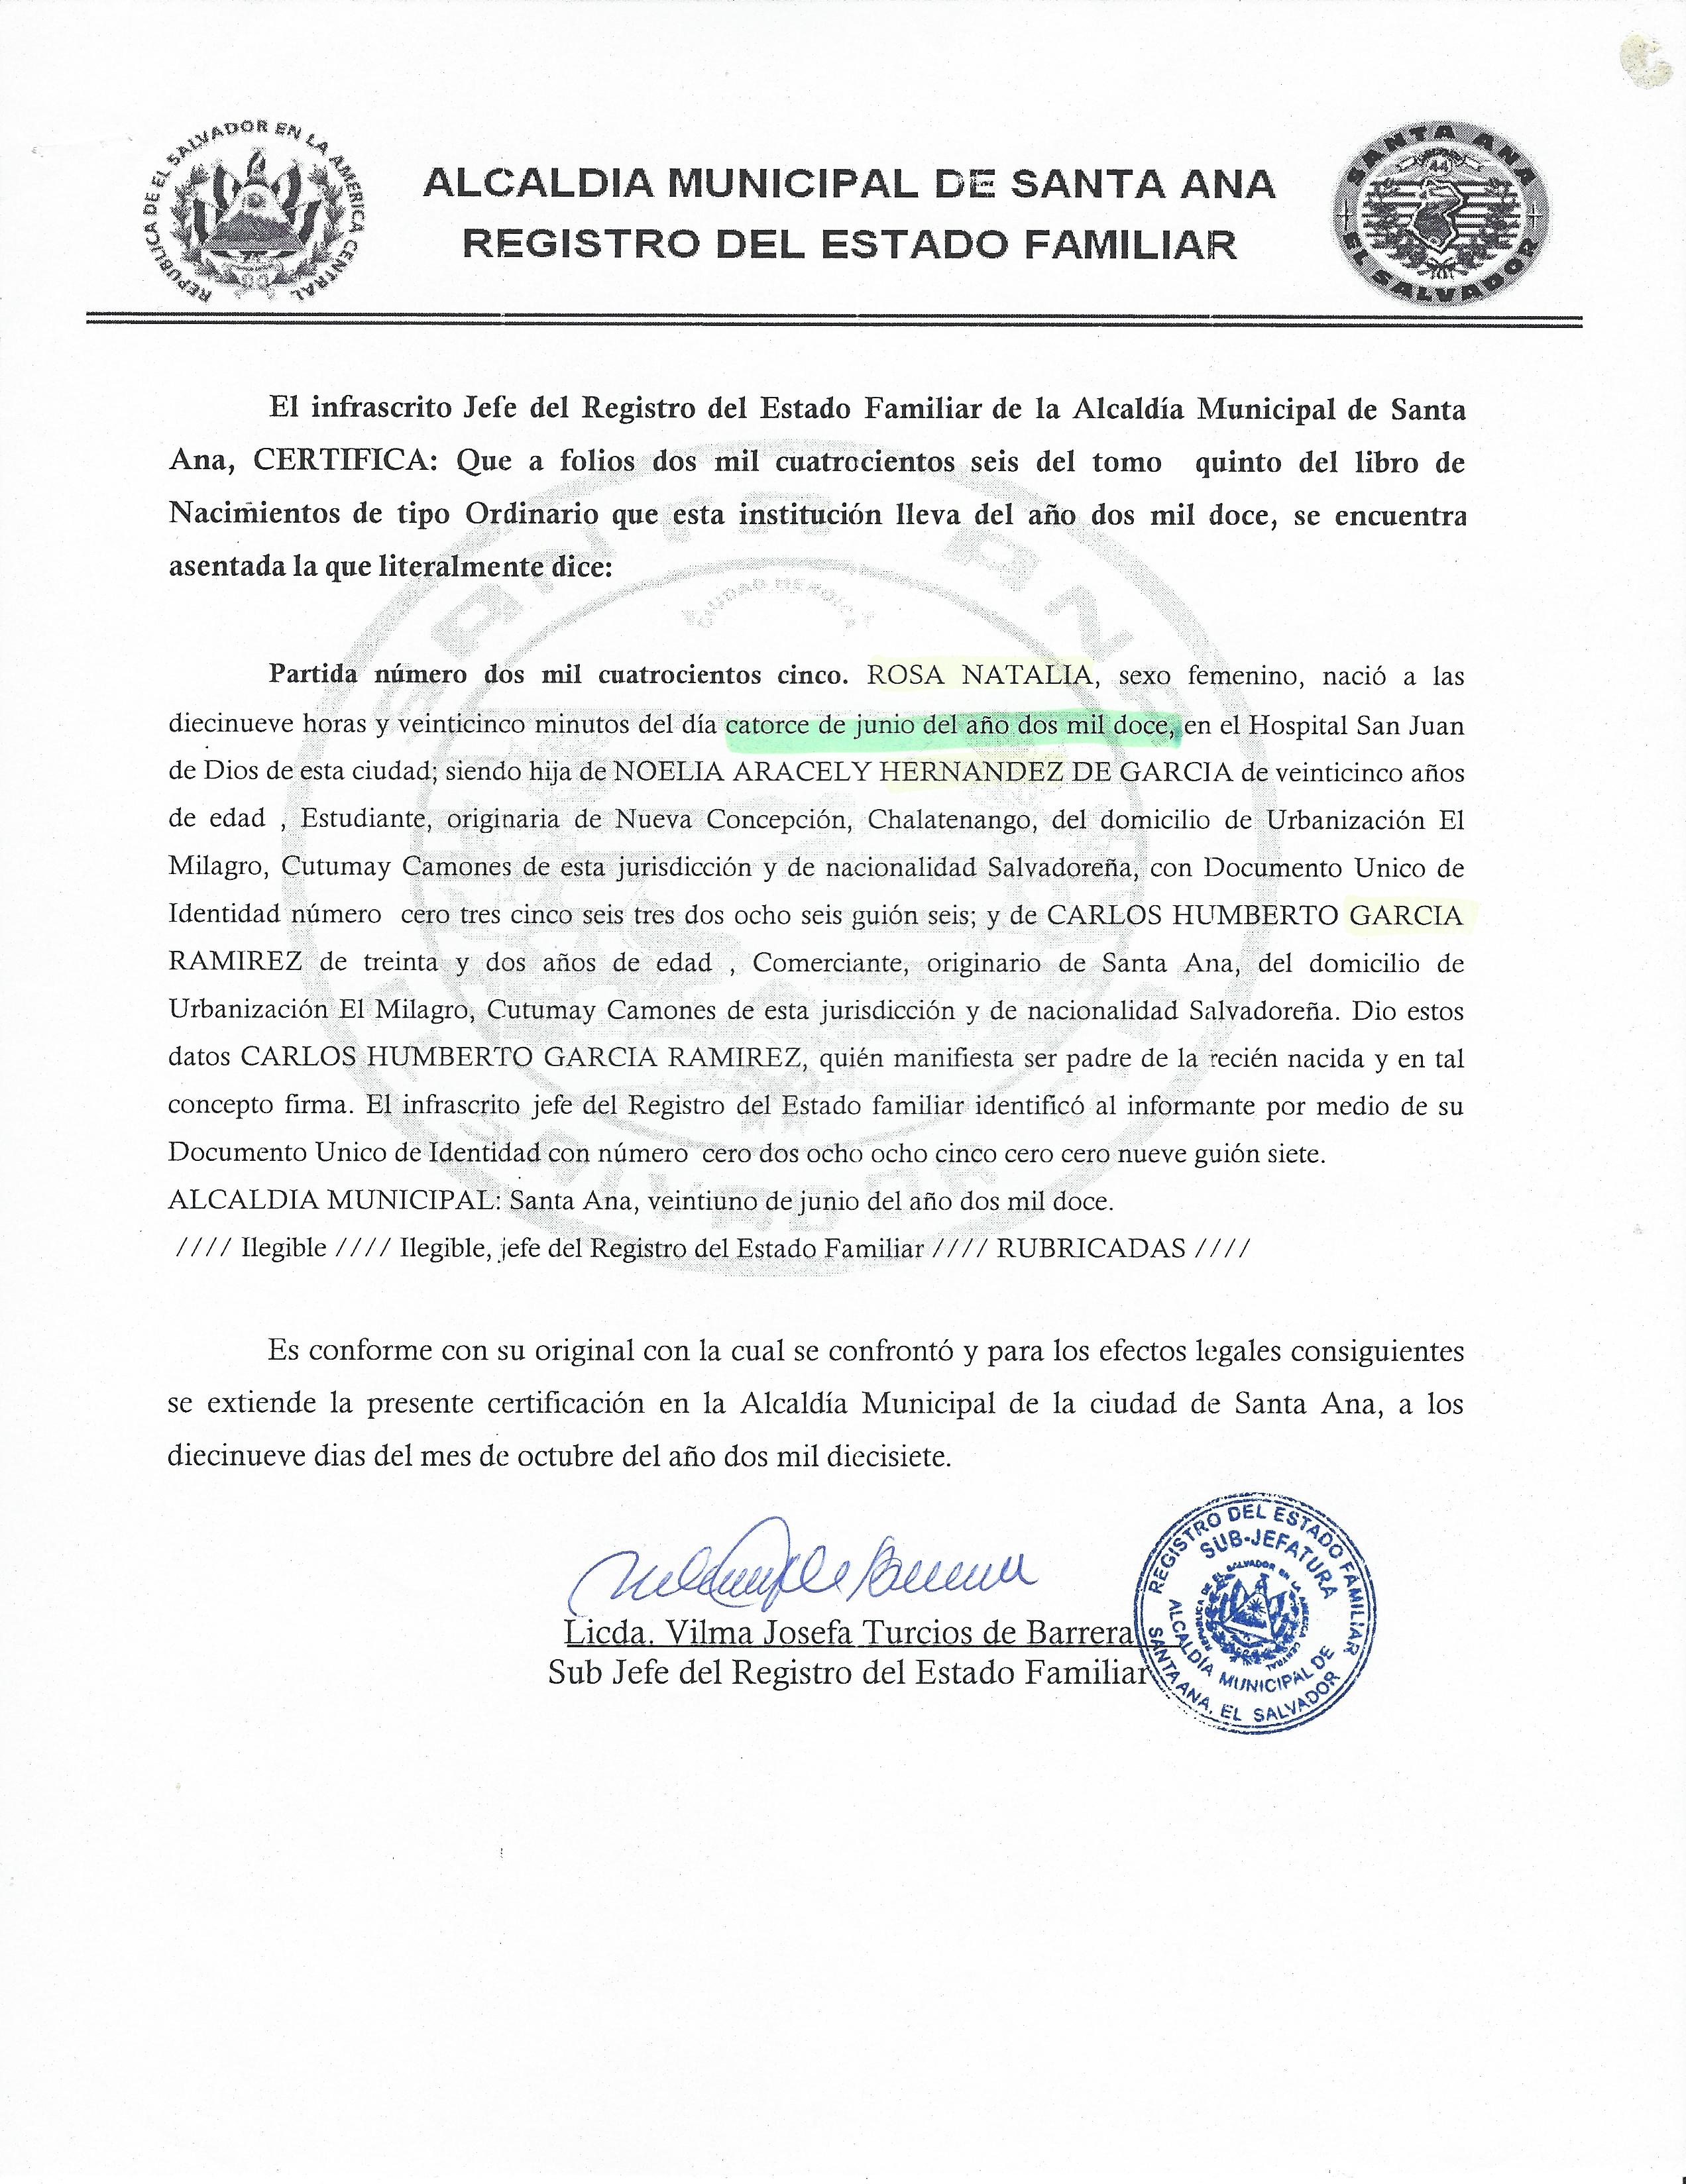 REPUBLICA DE EL SALVADOR EN LA AMERICA CENTRAL
ALCALDIA MUNICIPAL DE SANTA ANA
REGISTRO DEL ESTADO FAMILIAR
SANTA ANA
44
EL SALVADOR
El infrascrito Jefe del Registro del Estado Familiar de la Alcaldía Municipal de Santa
Ana, CERTIFICA: Que a folios dos mil cuatrocientos seis del tomo quinto del libro de
Nacimientos de tipo Ordinario que esta institución lleva del año dos mil doce, se encuentra
asentada la que literalmente dice:
CIUDAD HEROICA
Partida número dos mil cuatrocientos cinco. ROSA NATALIA, sexo femenino, nació a las
diecinueve horas y veinticinco minutos del día catorce de junio del año dos mil doce, en el Hospital San Juan
de Dios de esta ciudad; siendo hija de NOELIA ARACELY HERNANDEZ DE GARCIA de veinticinco años
de edad , Estudiante, originaria de Nueva Concepción, Chalatenango, del domicilio de Urbanización El
Milagro, Cutumay Camones de esta jurisdicción y de nacionalidad Salvadoreña, con Documento Unico de
Identidad número cero tres cinco seis tres dos ocho seis guión seis; y de CARLOS HUMBERTO GARCIA
RAMIREZ de treinta y dos años de edad , Comerciante, originario de Santa Ana, del domicilio de
Urbanización El Milagro, Cutumay Camones de esta jurisdicción y de nacionalidad Salvadoreña. Dio estos
datos CARLOS HUMBERTO GARCIA RAMIREZ, quién manifiesta ser padre de la recién nacida y en tal
concepto firma. El infrascrito jefe del Registro del Estado familiar identificó al informante por medio de su
Documento Unico de Identidad con número cero dos ocho ocho cinco cero cero nueve guión siete.
ALCALDIA MUNICIPAL: Santa Ana, veintiuno de junio del año dos mil doce.
//// Ilegible //// Ilegible, jefe del Registro del Estado Familiar //// RUBRICADAS ////
Es conforme con su original con la cual se confrontó y para los efectos legales consiguientes
se extiende la presente certificación en la Alcaldía Municipal de la ciudad de Santa Ana, a los
diecinueve dias del mes de octubre del año dos mil diecisiete.
Licda. Vilma Josefa Turcios de Barrera
Sub Jefe del Registro del Estado Familiar
REGISTRO DEL ESTADO FAMILIAR
SUB-JEFATURA
REPUBLICA DE EL SALVADOR EN LA AMERICA CENTRAL
ALCALDÍA MUNICIPAL DE
SANTA ANA, EL SALVADOR